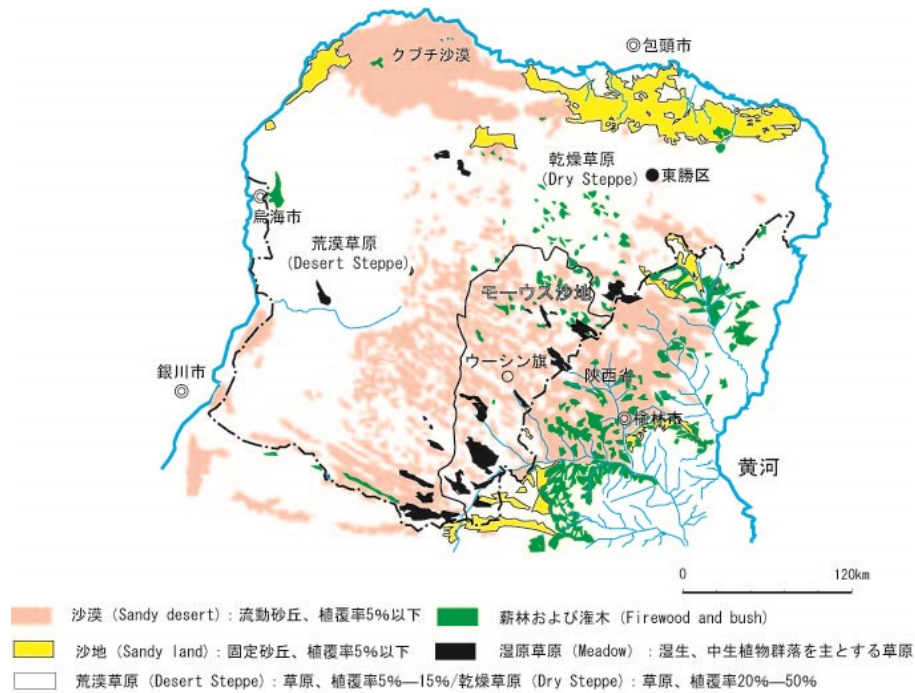 クブチ沙漠
包頭市
乾燥草原
(Dry Steppe)
東勝区
烏海市
荒漠草原
(Desert Steppe)
モーウス沙地
銀川市
ウーシン旗
陝西省
楡林市
黄河
0 120km
沙漠 (Sandy desert) : 流動砂丘、植覆率5%以下
薪林および潅木 (Firewood and bush)
沙地 (Sandy land) : 固定砂丘、植覆率5%以下
湿原草原 (Meadow) : 湿生、中生植物群落を主とする草原
荒漠草原 (Desert Steppe) : 草原、植覆率5%—15%/乾燥草原 (Dry Steppe) : 草原、植覆率20%—50%